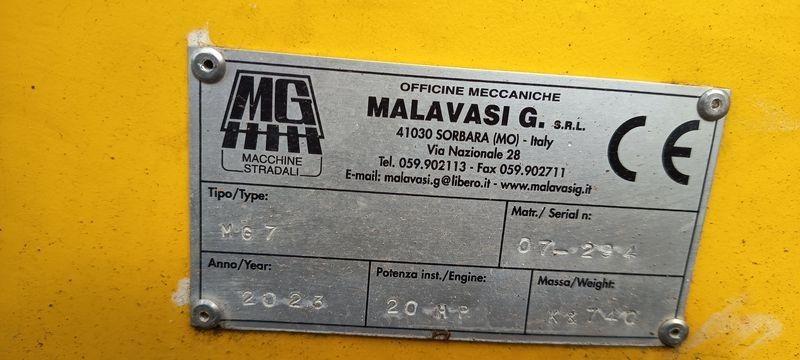 MG
MACCHINE
STRADALI
OFFICINE MECCANICHE
MALAVASI G. S.R.L.
41030 SORBARA (MO) - Italy
Via Nazionale 28
Tel. 059.902113 - Fax 059.902711
E-mail: malavasi.g@libero.it - www.malavasig.it
CE
Tipo/Type:
MG7
Matr./ Serial n:
07-294
Anno/Year:
2023
Potenza inst./Engine:
20 HP
Massa/Weight: